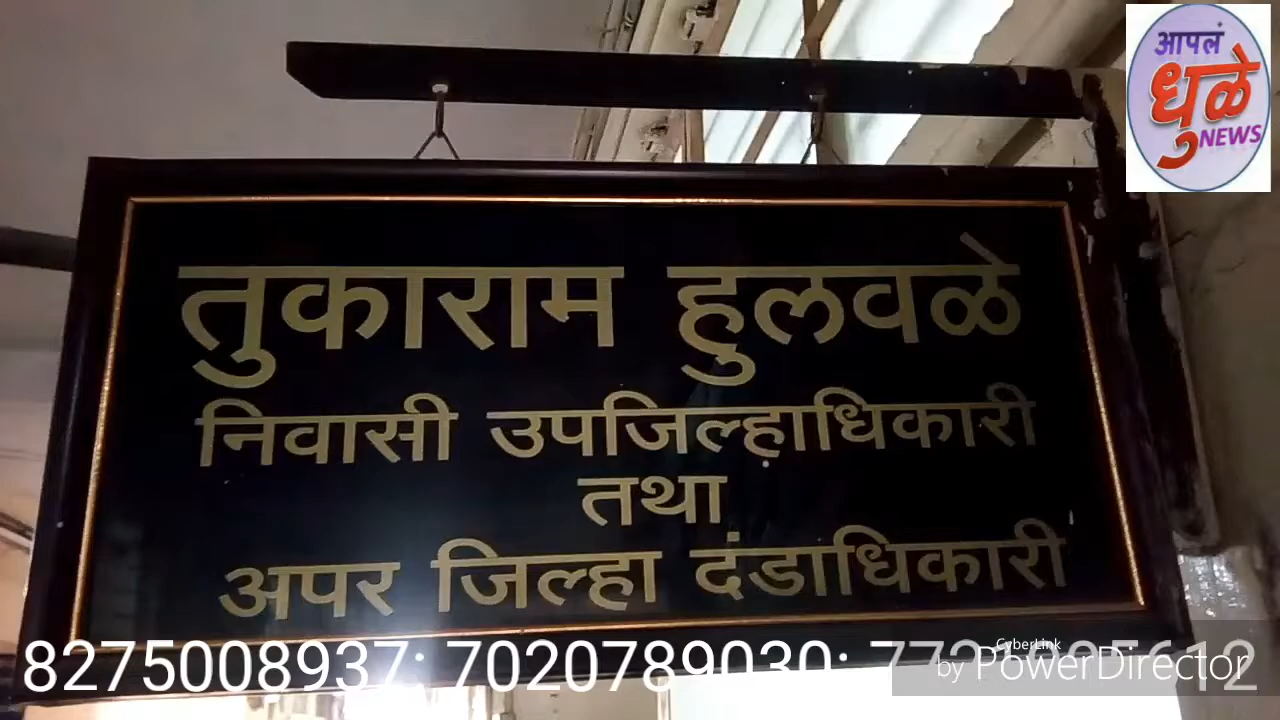 आपलं
धुळे
NEWS
तुकाराम हुलवळे
निवासी उपजिल्हाधिकारी
तथा
अपर जिल्हा दंडाधिकारी
8275008937; 7020789030;
CyberLink
by PowerDirector